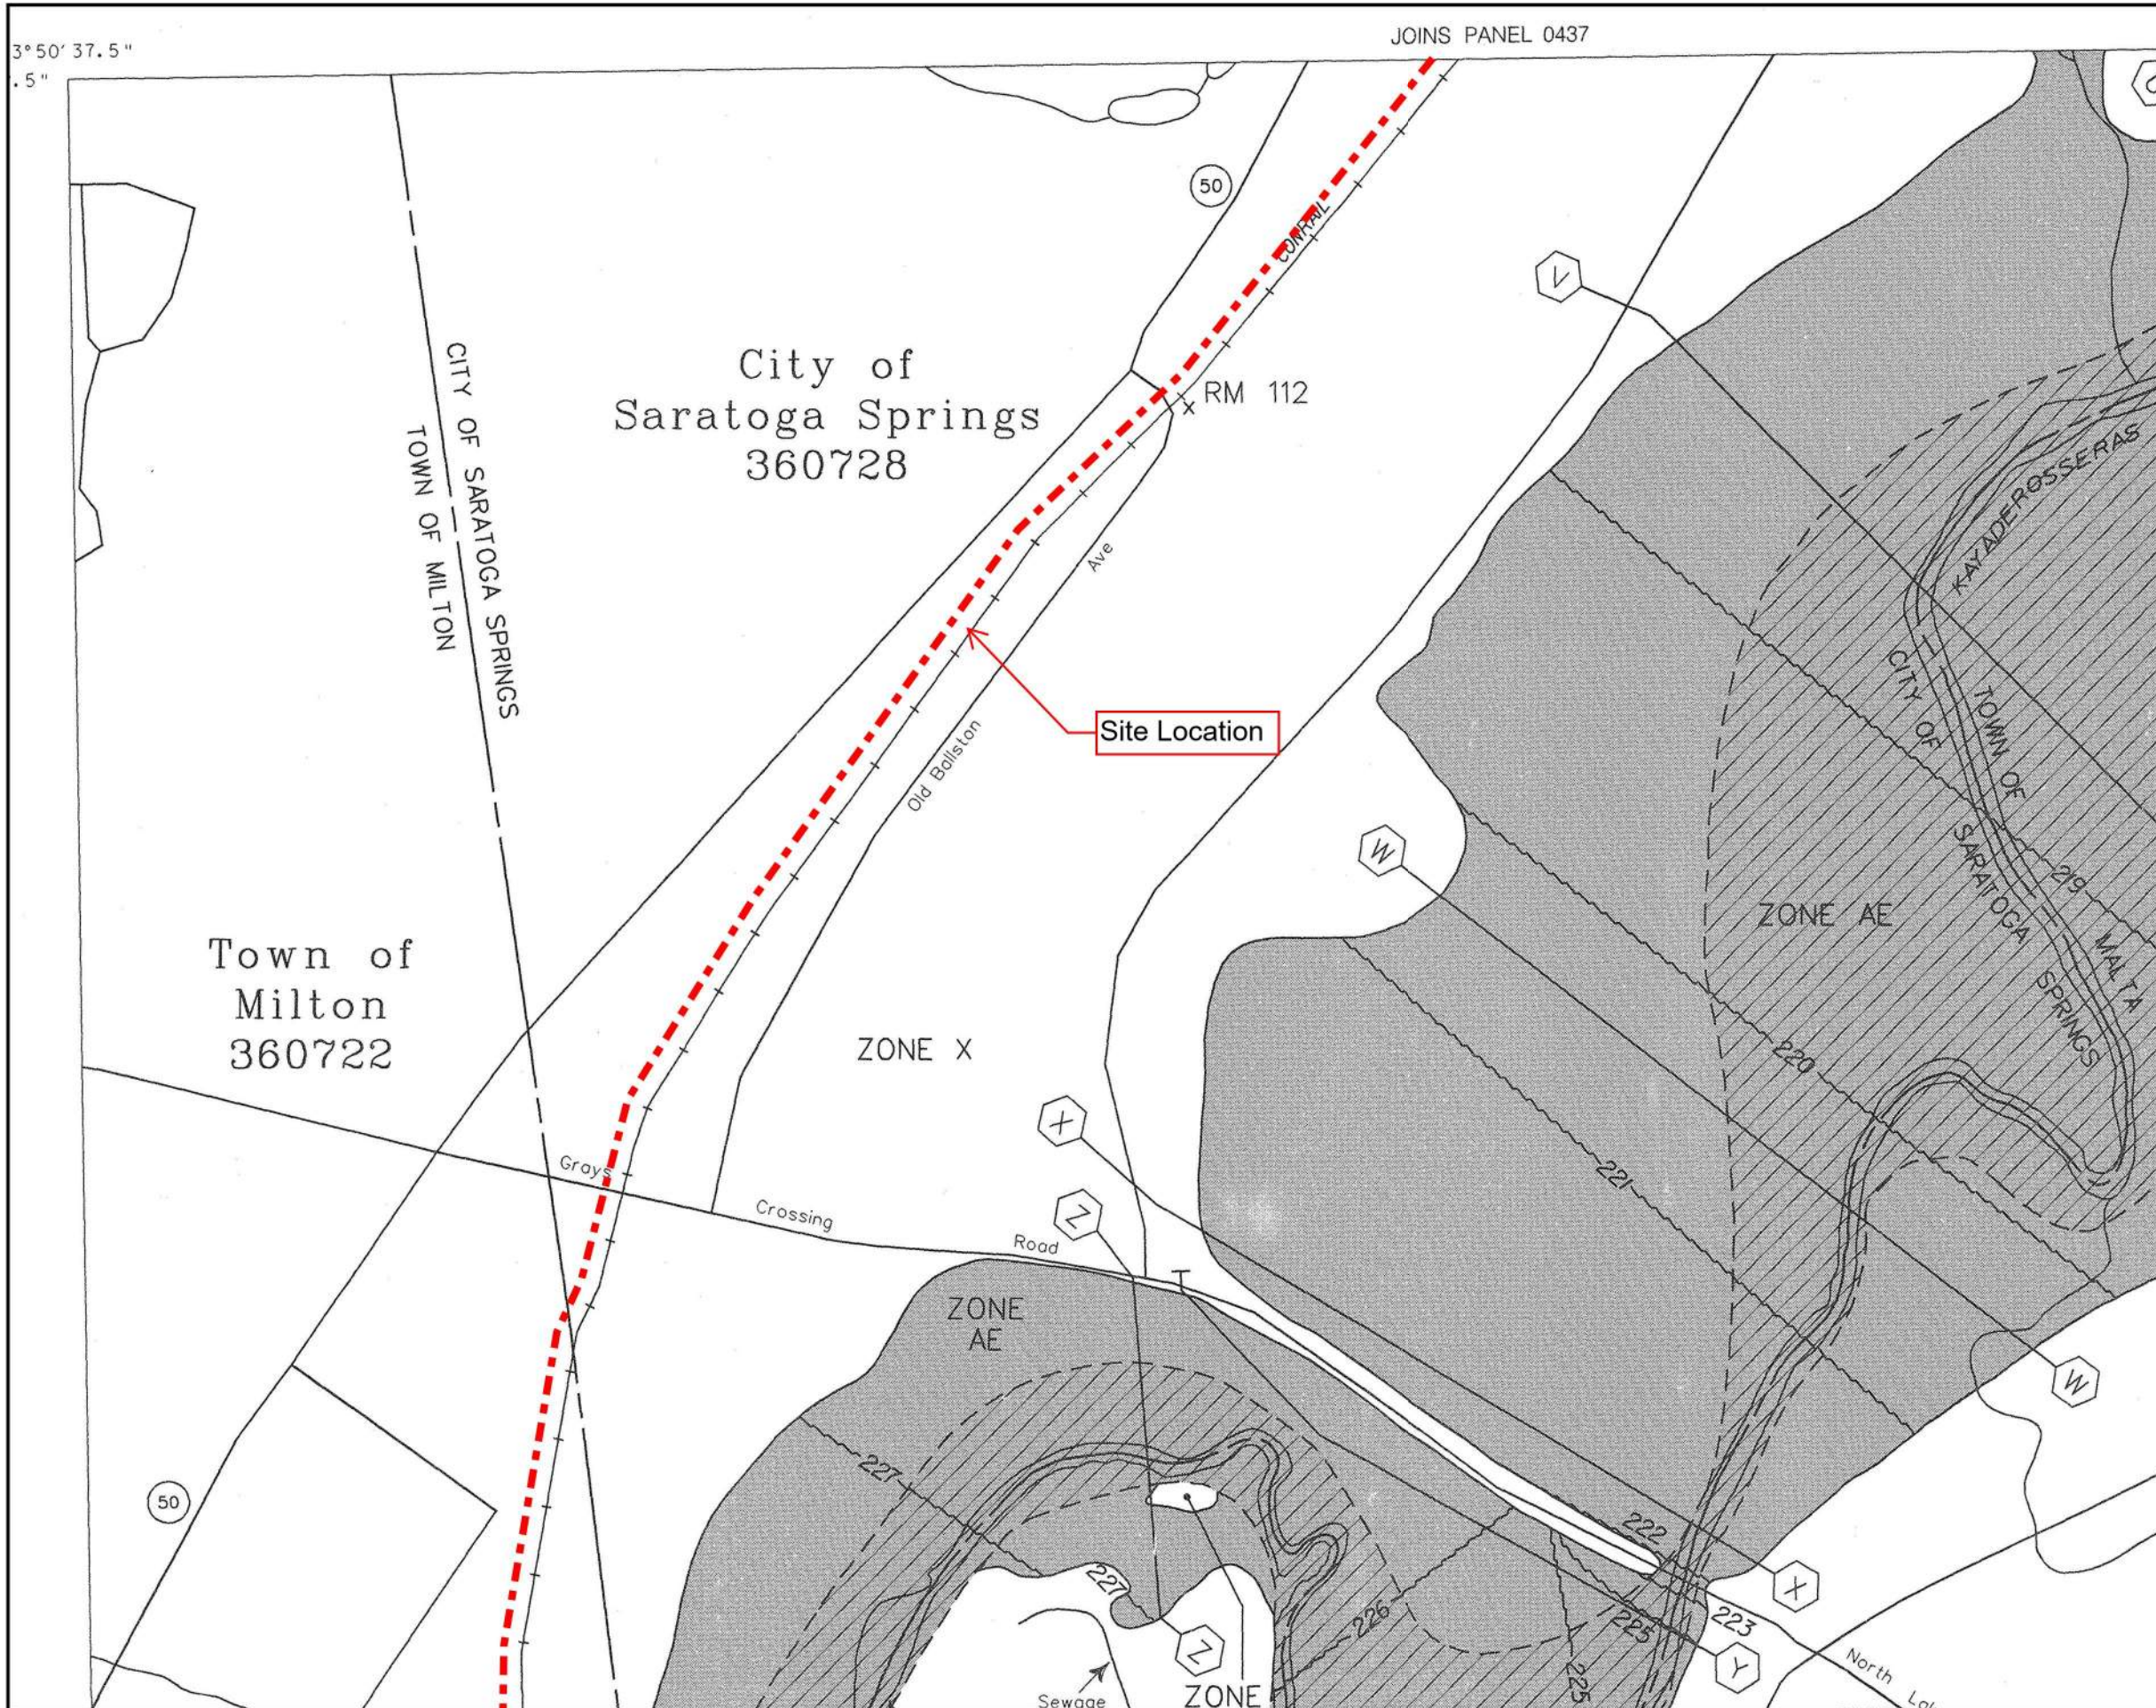 JOINS PANEL 0437
3°50'37.5"
.5"
50
CONRAIL
V
City of
Saratoga Springs
360728
RM 112
CITY OF SARATOGA SPRINGS
TOWN OF MILTON
KAYADEROSSERAS
Ave
Site Location
Old Ballston
CITY OF
TOWN OF
SARATOGA
MALTA
SPRINGS
W
219
ZONE AE
Town of
Milton
360722
ZONE X
220
X
221
Grays
Crossing
Road
Z
ZONE
AE
W
50
227
222
227
X
226
225
223
Z
Y
225
North
Sewage
ZONE